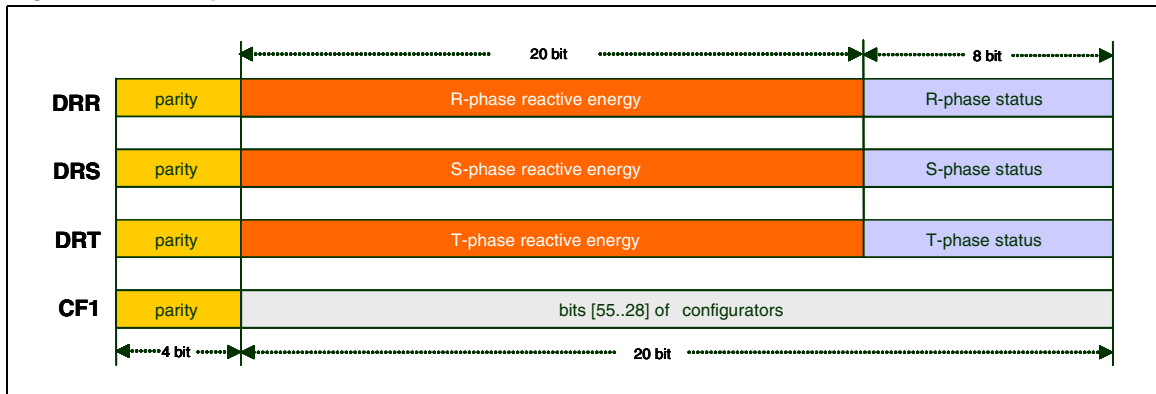 20 bit 8 bit
DRR parity R-phase reactive energy R-phase status
DRS parity S-phase reactive energy S-phase status
DRT parity T-phase reactive energy T-phase status
CF1 parity bits [55..28] of configurators
4 bit 20 bit